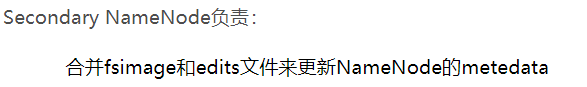 Secondary NameNode负责：
合并fsimage和edits文件来更新NameNode的metedata